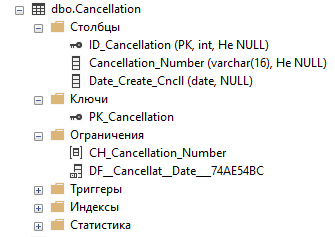 dbo.Cancellation
Столбцы
ID_Cancellation (PK, int, Не NULL)
Cancellation_Number (varchar(16), Не NULL)
Date_Create_Cncll (date, NULL)
Ключи
PK_Cancellation
Ограничения
CH_Cancellation_Number
DF__Cancellat__Date___74AE54BC
Триггеры
Индексы
Статистика